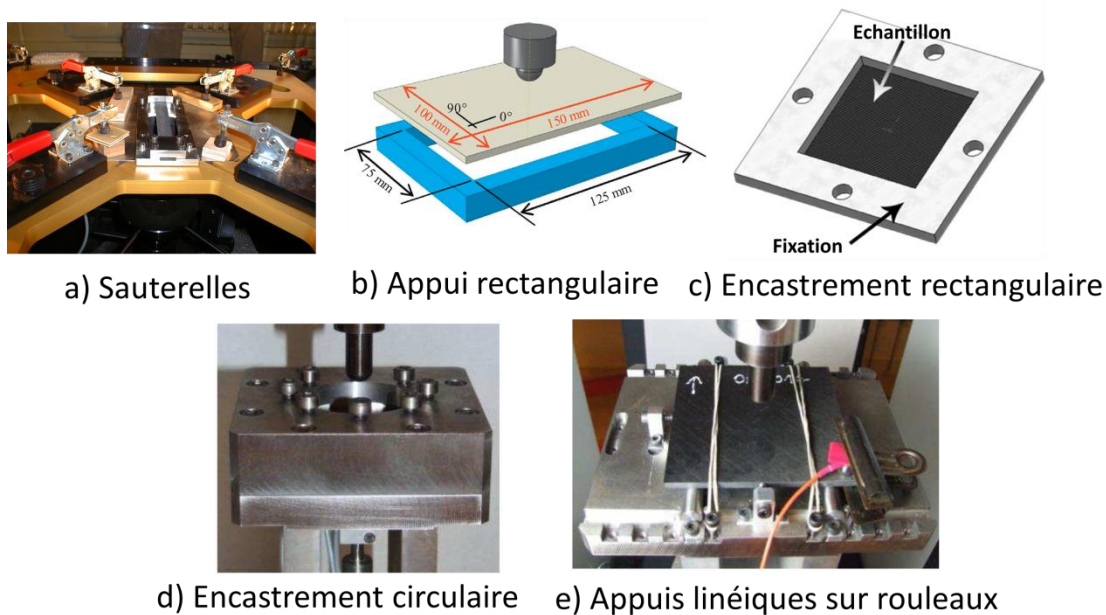 90°
0°
100 mm
150 mm
75 mm
125 mm
Echantillon
Fixation
a) Sauterelles
b) Appui rectangulaire
c) Encastrement rectangulaire
d) Encastrement circulaire
e) Appuis linéiques sur rouleaux